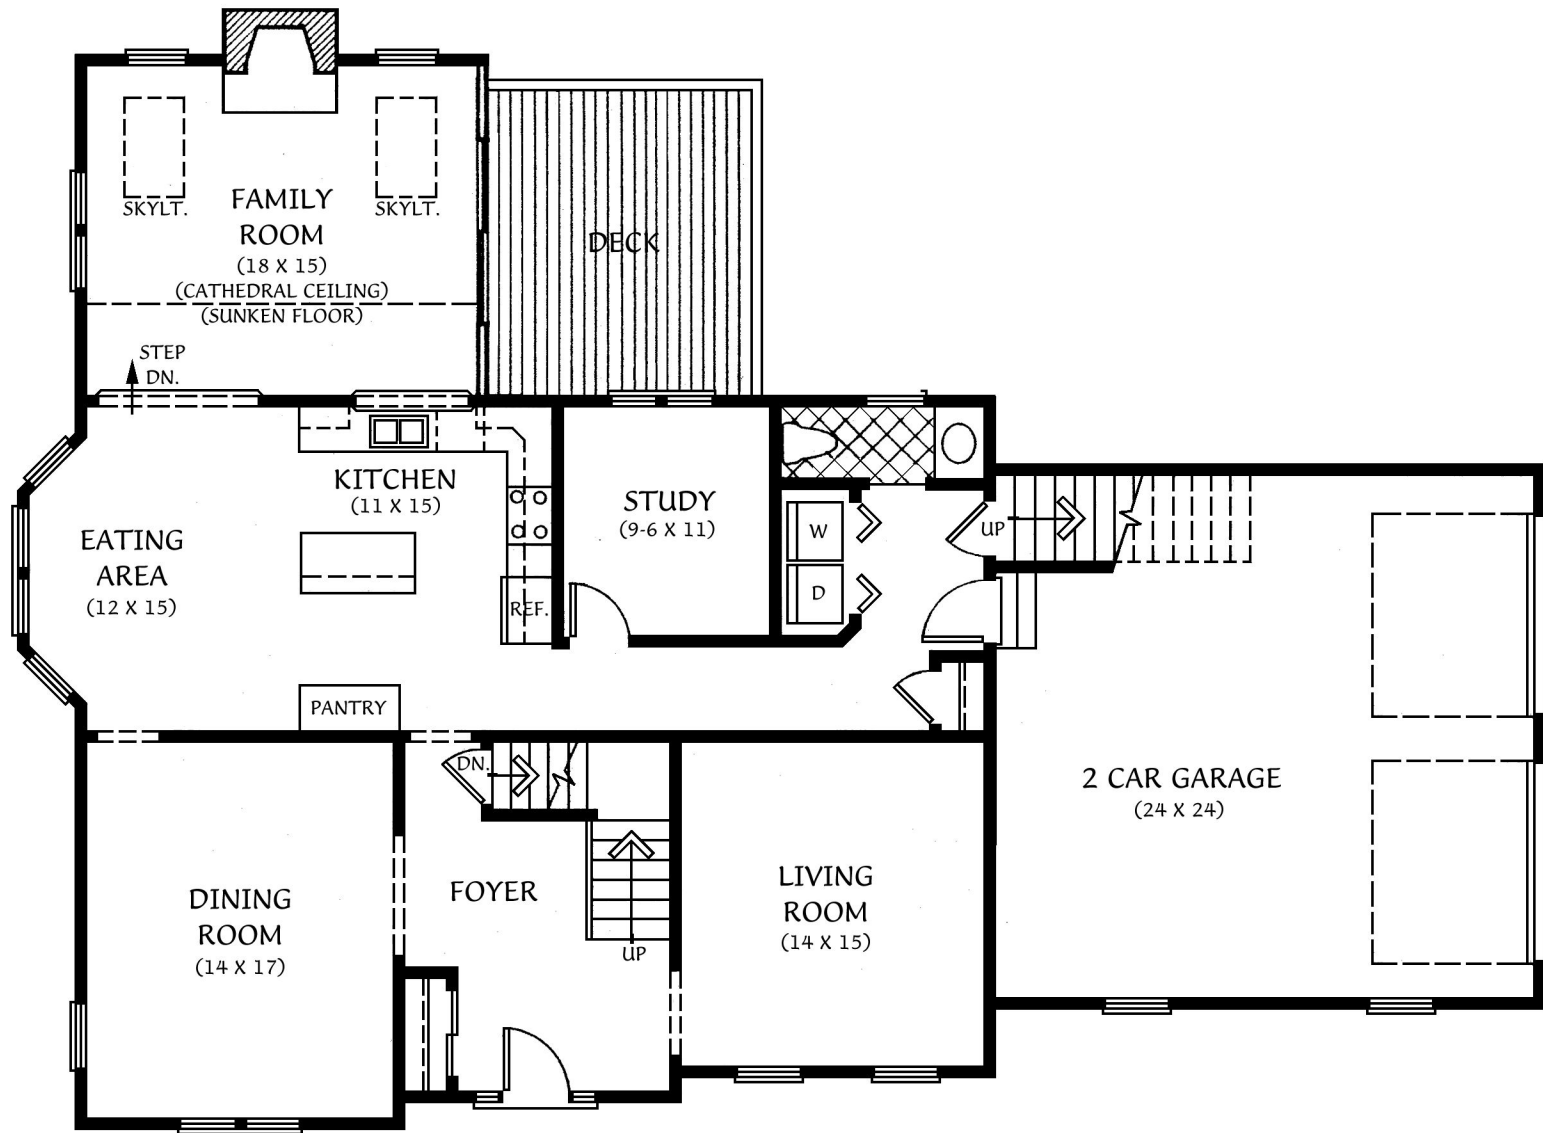 SKYLT.
FAMILY
ROOM
(18 X 15)
(CATHEDRAL CEILING)
(SUNKEN FLOOR)
SKYLT.
DECK
STEP
DN.
KITCHEN
(11 X 15)
STUDY
(9-6 X 11)
W
UP
EATING
AREA
(12 X 15)
D
REF.
PANTRY
DN.
2 CAR GARAGE
(24 X 24)
DINING
ROOM
(14 X 17)
FOYER
UP
LIVING
ROOM
(14 X 15)